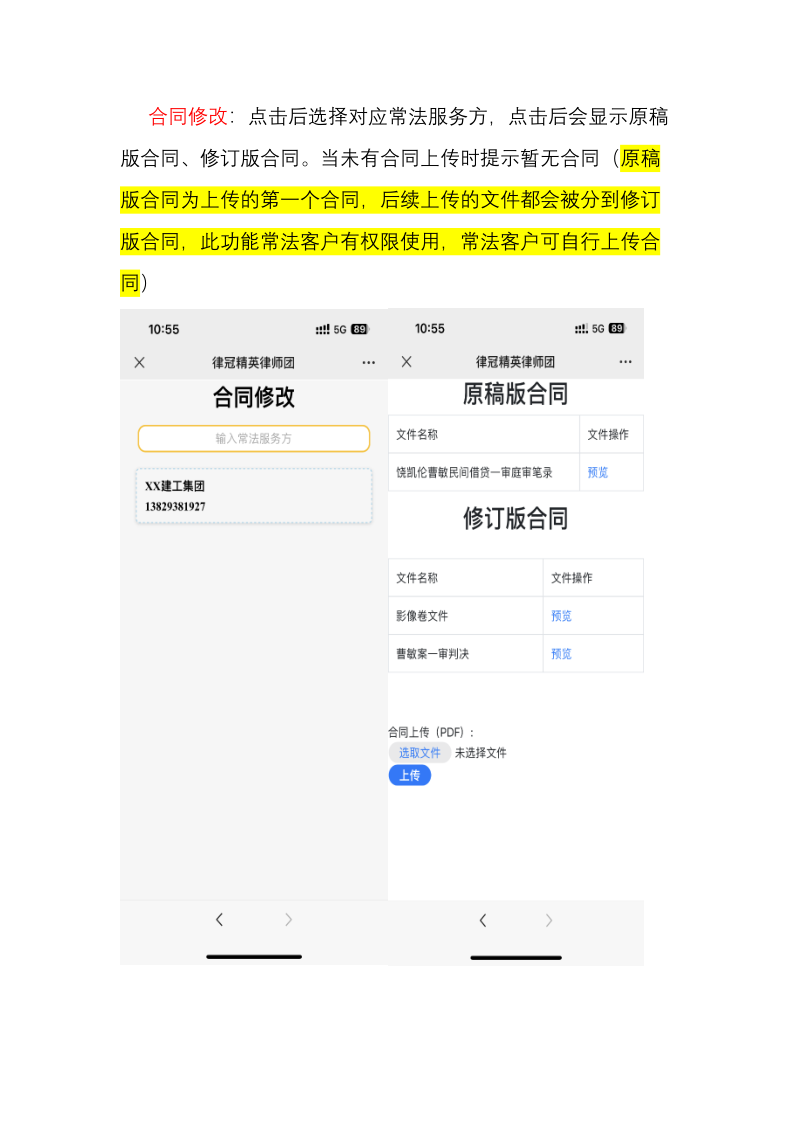 合同修改：点击后选择对应常法服务方，点击后会显示原稿
版合同、修订版合同。当未有合同上传时提示暂无合同（原稿
版合同为上传的第一个合同，后续上传的文件都会被分到修订
版合同，此功能常法客户有权限使用，常法客户可自行上传合
同）
10:55 5G 89
律冠精英律师团
合同修改
输入常法服务方
XX建工集团
13829381927
10:55 5G 89
律冠精英律师团
原稿版合同
文件名称 文件操作
饶凯伦曹敏民间借贷一审庭审笔录 预览
修订版合同
文件名称 文件操作
影像卷文件 预览
曹敏案一审判决 预览
合同上传（PDF）:
选取文件 未选择文件
上传